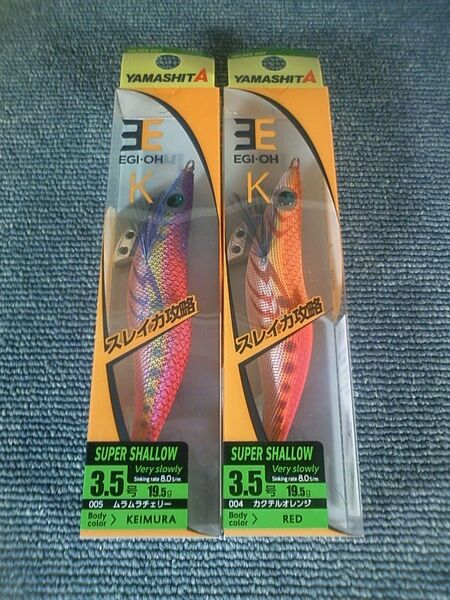 YAMASHITA
EGI-OH
K
スレイカ攻略
SUPER SHALLOW
Very slowly
3.5号 Sinking rate 8.0s/m
19.5g
005 ムラムラチェリー
Body color > KEIMURA
YAMASHITA
EGI-OH
K
スレイカ攻略
SUPER SHALLOW
Very slowly
3.5号 Sinking rate 8.0s/m
19.5g
004 カクテルオレンジ
Body color > RED